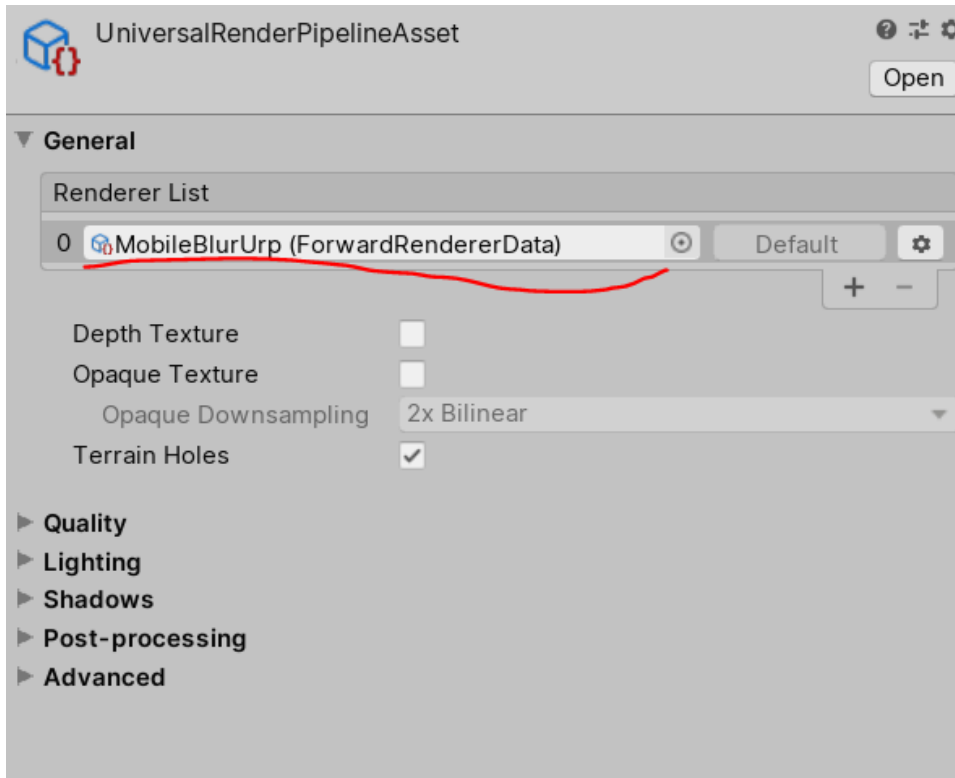 UniversalRenderPipelineAsset
Open
General
Renderer List
0 MobileBlurUrp (ForwardRendererData) Default
Depth Texture
Opaque Texture
Opaque Downsampling 2x Bilinear
Terrain Holes
Quality
Lighting
Shadows
Post-processing
Advanced